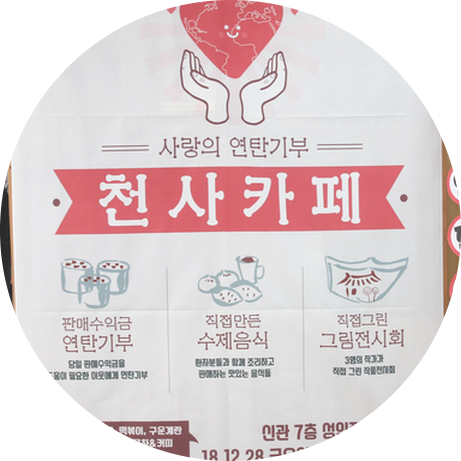 사랑의 연탄기부
천사카페
판매수익금
연탄기부
당일 판매수익금을
필요한 이웃에게 연탄기부
직접만든
수제음식
환자분들과 함께 조리하고
판매하는 맛있는 음식들
직접그린
그림전시회
3명의 작가가
직접 그린 작품전시회
떡볶이, 구운계란
&커피
신관 7층
18.12.28